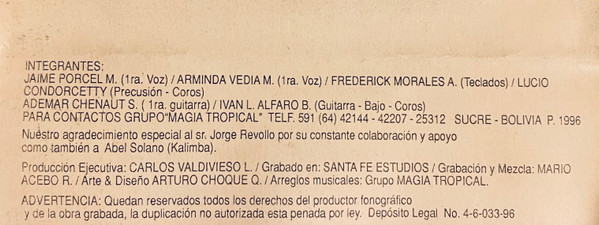 INTEGRANTES:
JAIME PORCEL M. (1ra. Voz) / ARMINDA VEDIA M. (1ra. Voz) / FREDERICK MORALES A. (Teclados) / LUCIO
CONDORCETTY (Precusión - Coros)
ADEMAR CHENAUT S. ( 1ra. guitarra) / IVAN L. ALFARO B. (Guitarra - Bajo - Coros)
PARA CONTACTOS GRUPO"MAGIA TROPICAL" TELF. 591 (64) 42144 - 42207 - 25312 SUCRE - BOLIVIA P. 1996
Nuestro agradecimiento especial al sr. Jorge Revollo por su constante colaboración y apoyo
como también a Abel Solano (Kalimba).
Producción Ejecutiva: CARLOS VALDIVIESO L. / Grabado en: SANTA FE ESTUDIOS / Grabación y Mezcla: MARIO
ACEBO R. / Arte & Diseño ARTURO CHOQUE Q. / Arreglos musicales: Grupo MAGIA TROPICAL.
ADVERTENCIA: Quedan reservados todos los derechos del productor fonográfico
y de la obra grabada, la duplicación no autorizada esta penada por ley. Depósito Legal No. 4-6-033-96